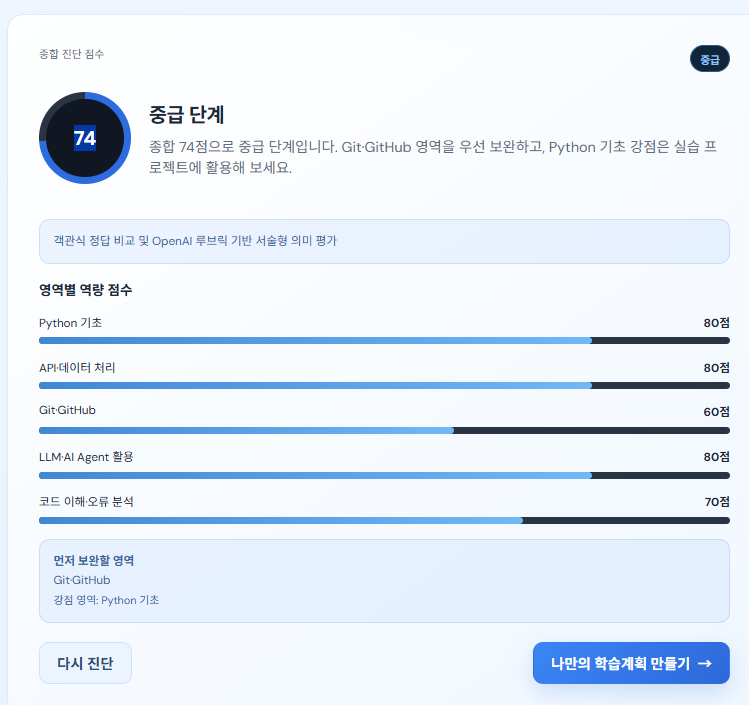 종합 진단 점수
중급
74
중급 단계
종합 74점으로 중급 단계입니다. Git·GitHub 영역을 우선 보완하고, Python 기초 강점은 실습 프
로젝트에 활용해 보세요.
객관식 정답 비교 및 OpenAI 루브릭 기반 서술형 의미 평가
영역별 역량 점수
Python 기초 80점
API·데이터 처리 80점
Git·GitHub 60점
LLM·AI Agent 활용 80점
코드 이해·오류 분석 70점
먼저 보완할 영역
Git·GitHub
강점 영역: Python 기초
다시 진단
나만의 학습계획 만들기 →